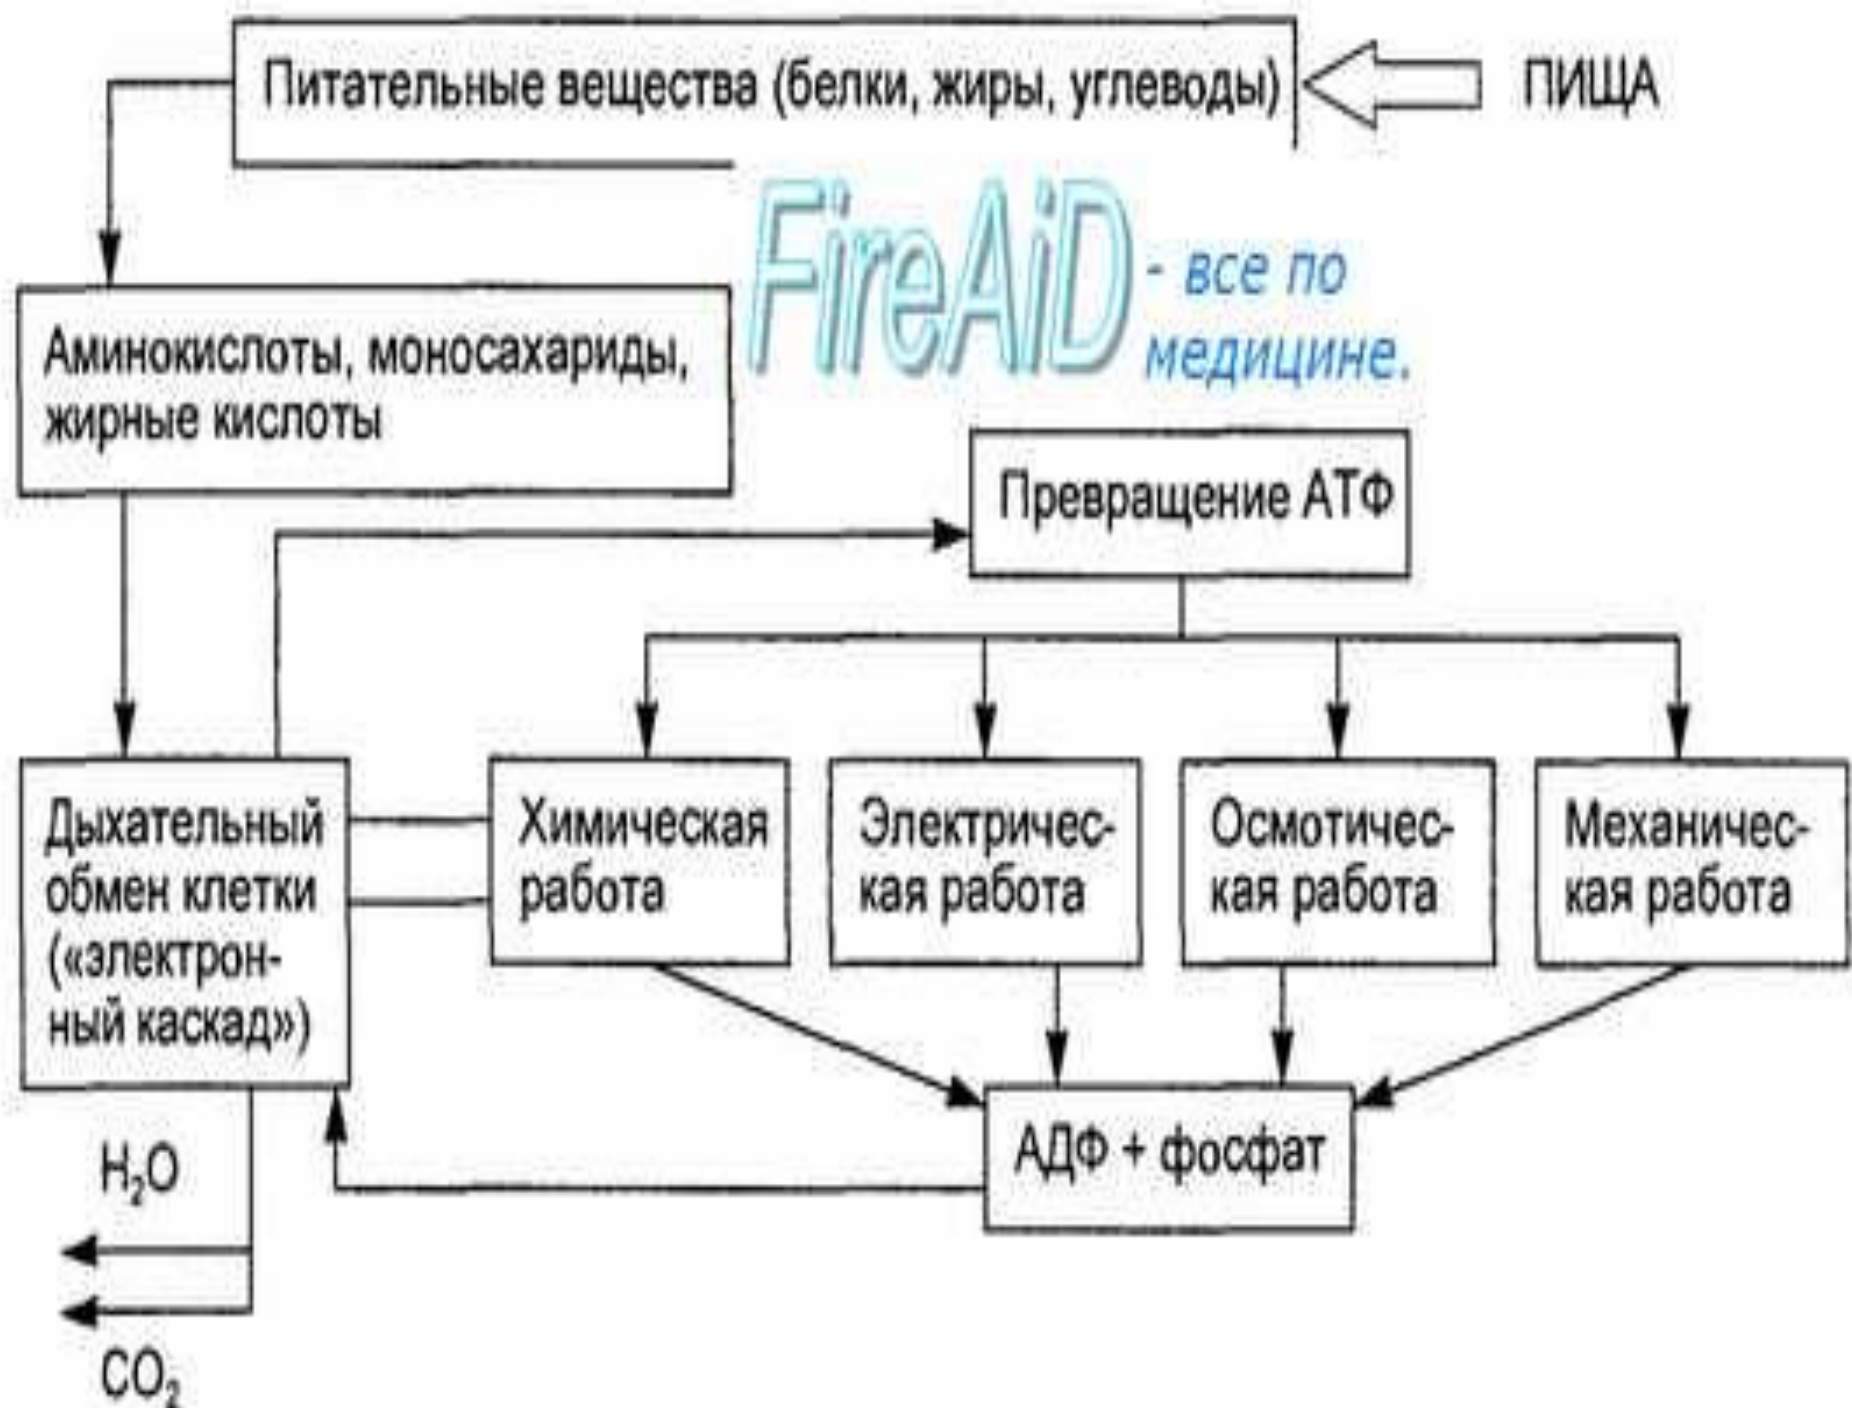 Питательные вещества (белки, жиры, углеводы)
ПИЩА
FireAiD
- все по
медицине.
Аминокислоты, моносахариды,
жирные кислоты
Превращение АТФ
Дыхательный
обмен клетки
(«электрон-
ный каскад»)
Химическая
работа
Электричес-
кая работа
Осмотичес-
кая работа
Механичес-
кая работа
АДФ + фосфат
H₂O
CO₂